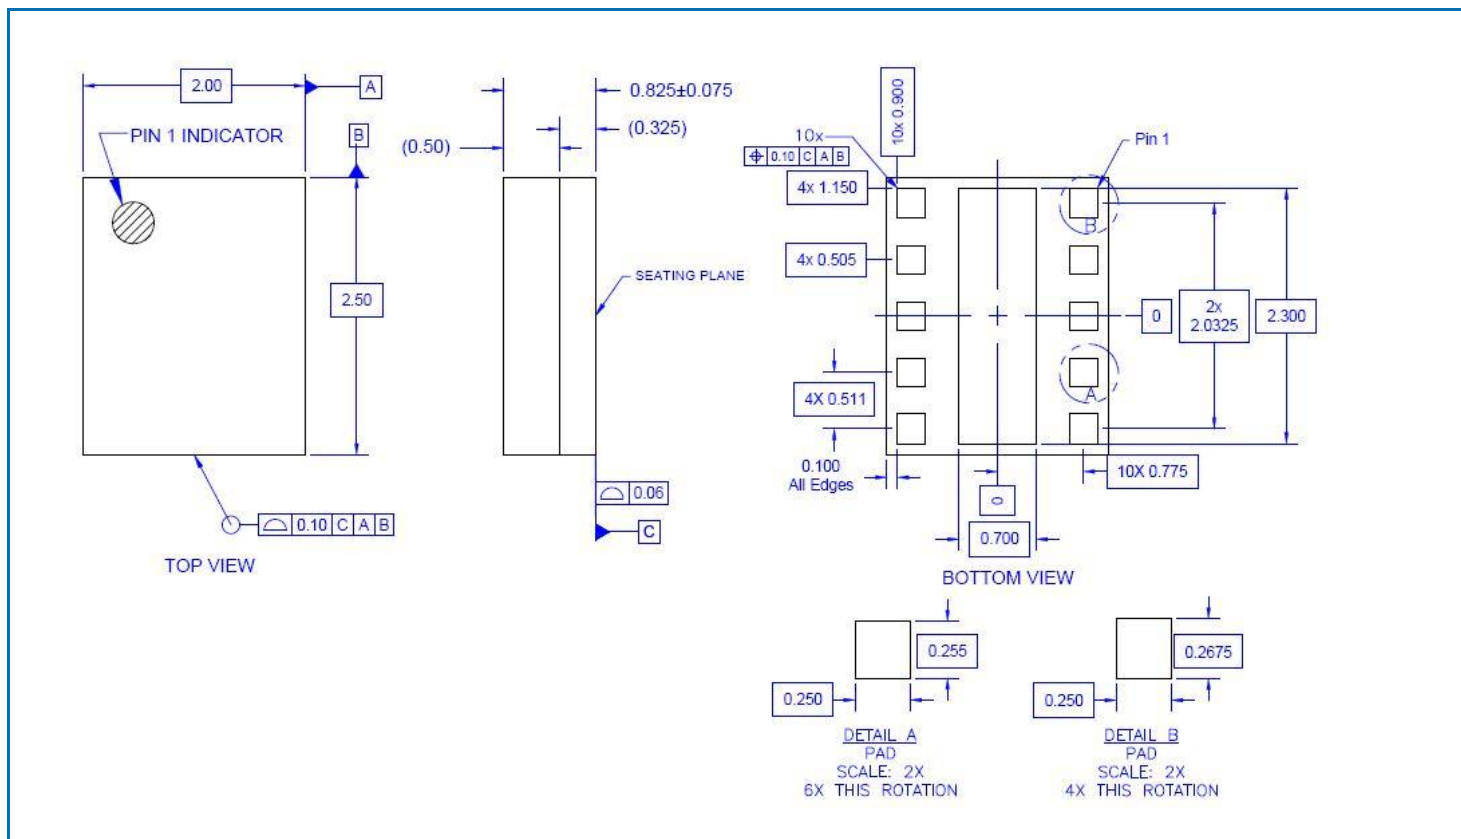 2.00
A
PIN 1 INDICATOR
B
2.50
0.10 C A B
TOP VIEW
0.825±0.075
(0.325)
(0.50)
SEATING PLANE
0.06
C
10x 0.900
10x
0.10 C A B
Pin 1
4x 1.150
B
4x 0.505
0
2x
2.0325
2.300
4X 0.511
A
0.100
All Edges
10X 0.775
0
0.700
BOTTOM VIEW
0.255
0.250
DETAIL A
PAD
SCALE: 2X
6X THIS ROTATION
0.2675
0.250
DETAIL B
PAD
SCALE: 2X
4X THIS ROTATION